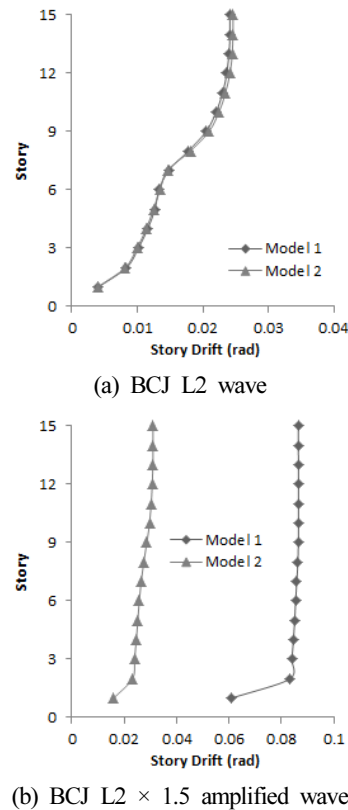 15
12
9
6
3
0
Story
Model 1
Model 2
0 0.01 0.02 0.03 0.04
Story Drift (rad)
(a) BCJ L2 wave
15
12
9
6
3
0
Story
Model 1
Model 2
0 0.02 0.04 0.06 0.08 0.1
Story Drift (rad)
(b) BCJ L2 × 1.5 amplified wave